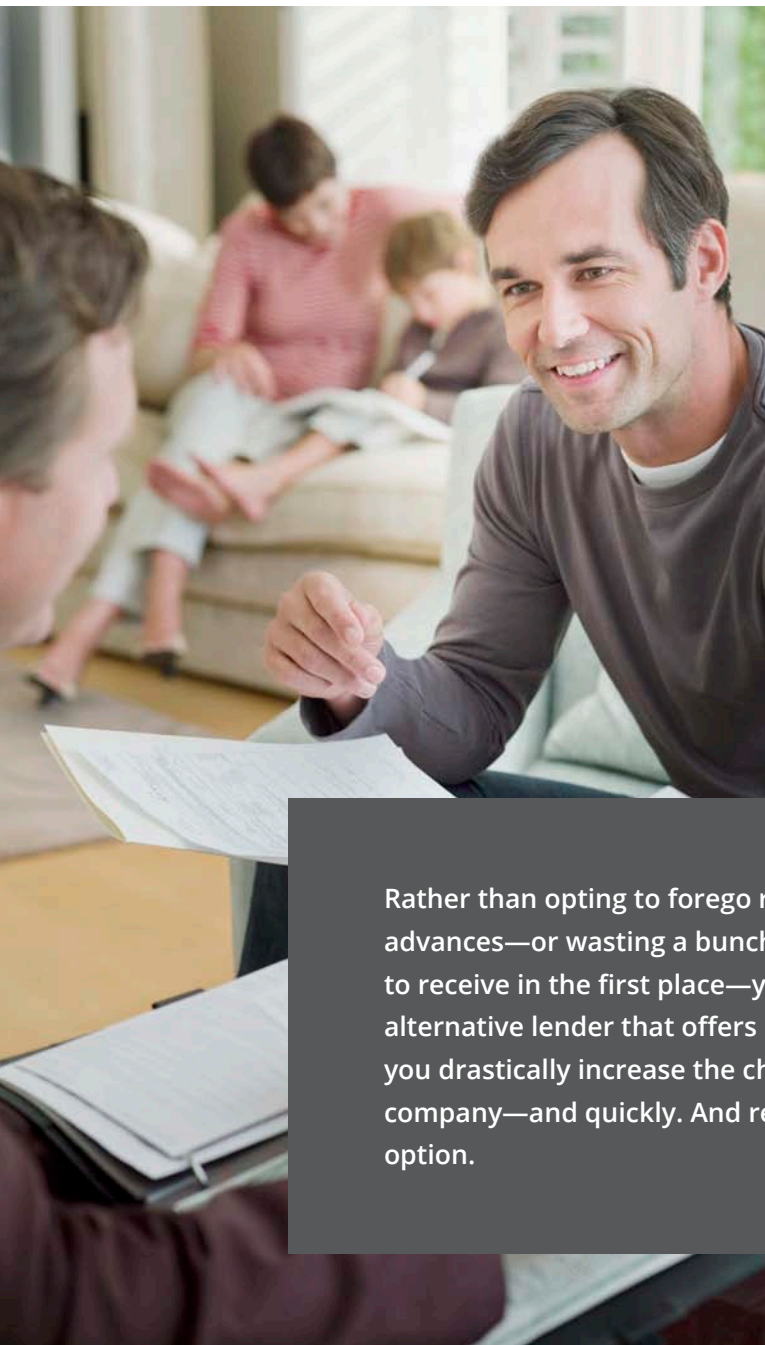 Rather than opting to forego
advances—or wasting a bunch
to receive in the first place—
alternative lender that offers
you drastically increase the
company—and quickly. And
option.